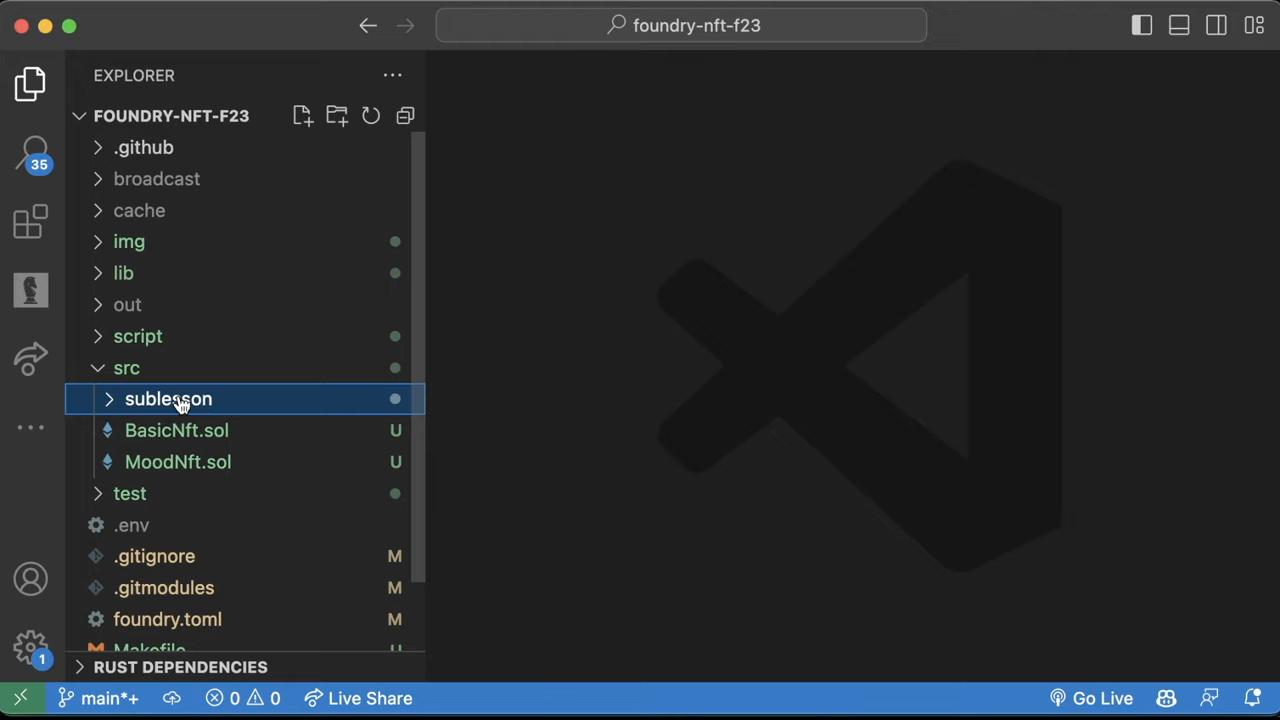 foundry-nft-f23
EXPLORER
FOUNDRY-NFT-F23
.github
35
broadcast
cache
img
lib
out
script
src
sublesson
BasicNft.sol U
MoodNft.sol U
test
.env
.gitignore M
.gitmodules M
foundry.toml M
Makefile U
1
RUST DEPENDENCIES
main*+ 0 0 Live Share Go Live